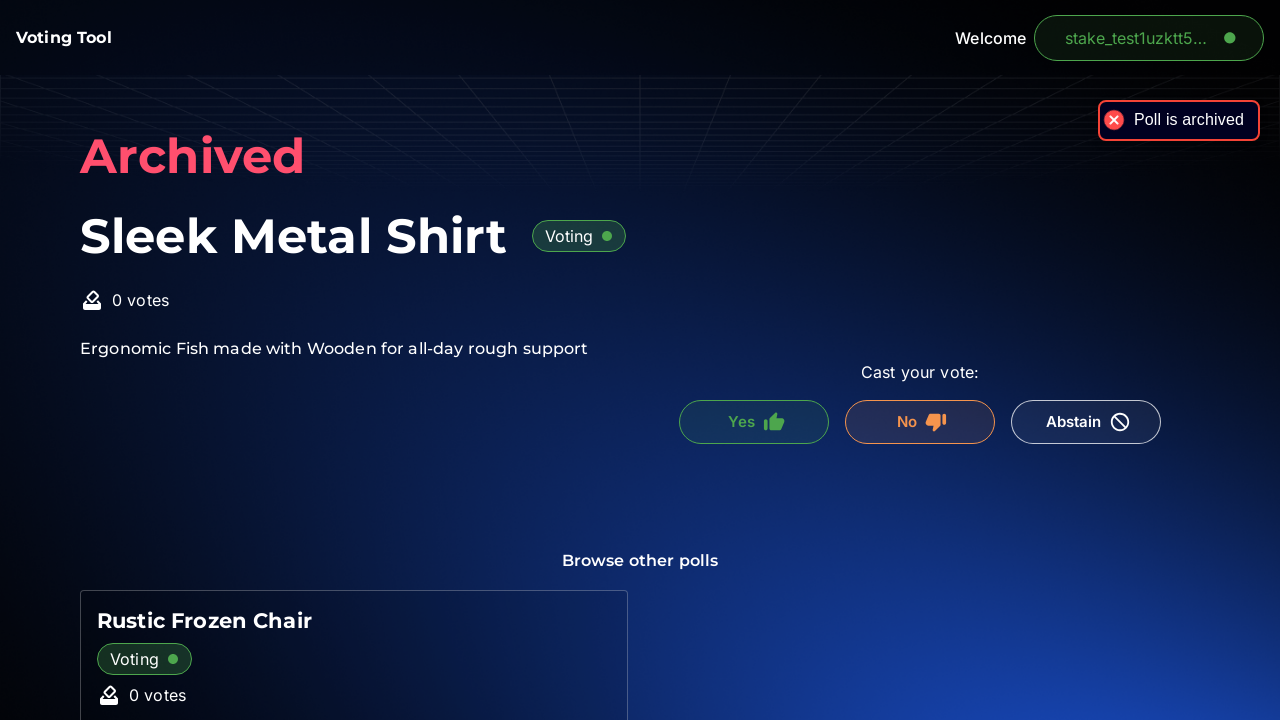 Voting Tool
Welcome
stake_test1uzktt5...
Poll is archived
Archived
Sleek Metal Shirt
Voting
0 votes
Ergonomic Fish made with Wooden for all-day rough support
Cast your vote:
Yes
No
Abstain
Browse other polls
Rustic Frozen Chair
Voting
0 votes